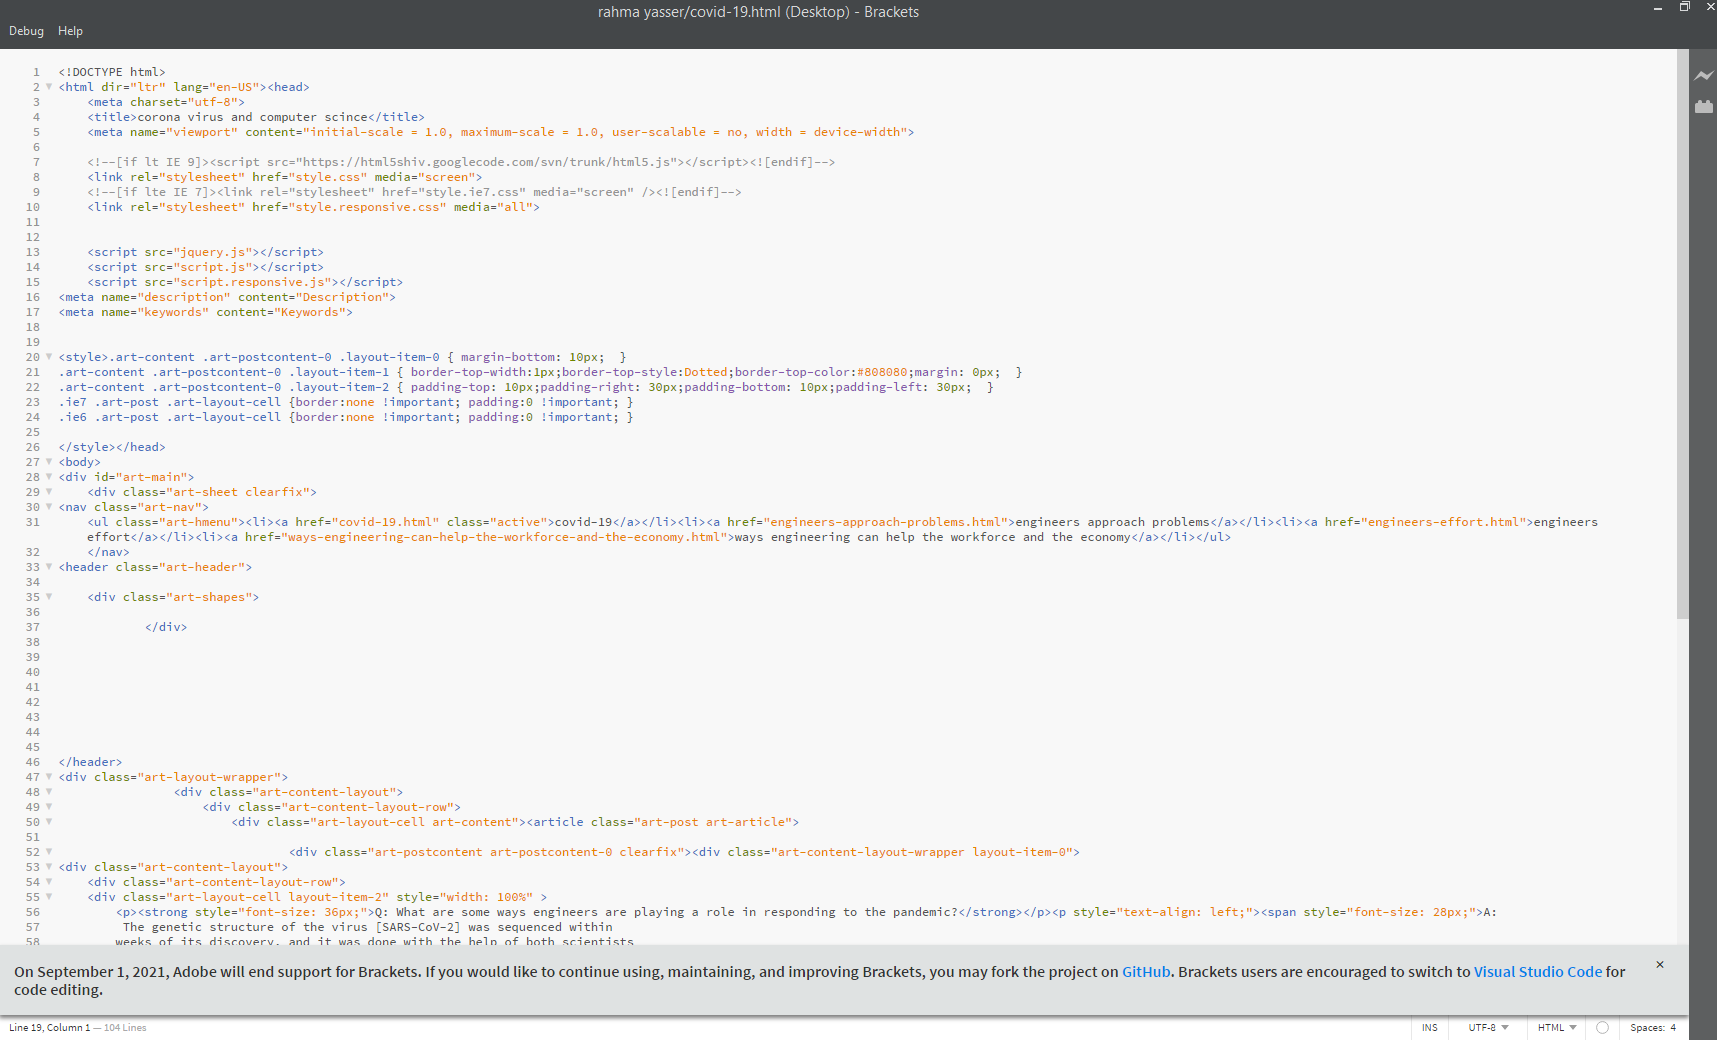 rahma yasser/covid-19.html (Desktop) - Brackets
Debug Help
1 <!DOCTYPE html>
2 <html dir="ltr" lang="en-US"><head>
3 <meta charset="utf-8">
4 <title>corona virus and computer scince</title>
5 <meta name="viewport" content="initial-scale = 1.0, maximum-scale = 1.0, user-scalable = no, width = device-width">
6
7 <!--[if lt IE 9]><script src="https://html5shiv.googlecode.com/svn/trunk/html5.js"></script><![endif]-->
8 <link rel="stylesheet" href="style.css" media="screen">
9 <!--[if lte IE 7]><link rel="stylesheet" href="style.ie7.css" media="screen" /><![endif]-->
10 <link rel="stylesheet" href="style.responsive.css" media="all">
11
12
13 <script src="jquery.js"></script>
14 <script src="script.js"></script>
15 <script src="script.responsive.js"></script>
16 <meta name="description" content="Description">
17 <meta name="keywords" content="Keywords">
18
19
20 <style>.art-content .art-postcontent-0 .layout-item-0 { margin-bottom: 10px;  }
21 .art-content .art-postcontent-0 .layout-item-1 { border-top-width:1px;border-top-style:Dotted;border-top-color:#808080;margin: 0px;  }
22 .art-content .art-postcontent-0 .layout-item-2 { padding-top: 10px;padding-right: 30px;padding-bottom: 10px;padding-left: 30px;  }
23 .ie7 .art-post .art-layout-cell {border:none !important; padding:0 !important; }
24 .ie6 .art-post .art-layout-cell {border:none !important; padding:0 !important; }
25
26 </style></head>
27 <body>
28 <div id="art-main">
29 <div class="art-sheet clearfix">
30 <nav class="art-nav">
31 <ul class="art-hmenu"><li><a href="covid-19.html" class="active">covid-19</a></li><li><a href="engineers-approach-problems.html">engineers approach problems</a></li><li><a href="engineers-effort.html">engineers
effort</a></li><li><a href="ways-engineering-can-help-the-workforce-and-the-economy.html">ways engineering can help the workforce and the economy</a></li></ul>
32 </nav>
33 <header class="art-header">
34
35 <div class="art-shapes">
36
37 </div>
38
39
40
41
42
43
44
45
46 </header>
47 <div class="art-layout-wrapper">
48 <div class="art-content-layout">
49 <div class="art-content-layout-row">
50 <div class="art-layout-cell art-content"><article class="art-post art-article">
51
52 <div class="art-postcontent art-postcontent-0 clearfix"><div class="art-content-layout-wrapper layout-item-0">
53 <div class="art-content-layout">
54 <div class="art-content-layout-row">
55 <div class="art-layout-cell layout-item-2" style="width: 100%" >
56 <p><strong style="font-size: 36px;">Q: What are some ways engineers are playing a role in responding to the pandemic?</strong></p><p style="text-align: left;"><span style="font-size: 28px;">A:
57 The genetic structure of the virus [SARS-CoV-2] was sequenced within
58 weeks of its discovery, and it was done with the help of both scientists
On September 1, 2021, Adobe will end support for Brackets. If you would like to continue using, maintaining, and improving Brackets, you may fork the project on GitHub. Brackets users are encouraged to switch to Visual Studio Code for
code editing.
Line 19, Column 1 — 104 Lines
INS UTF-8 HTML Spaces: 4